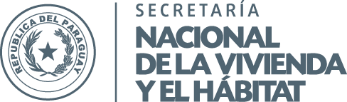 REPUBLICA DEL PARAGUAY
SECRETARÍA
NACIONAL
DE LA VIVIENDA
Y EL HÁBITAT